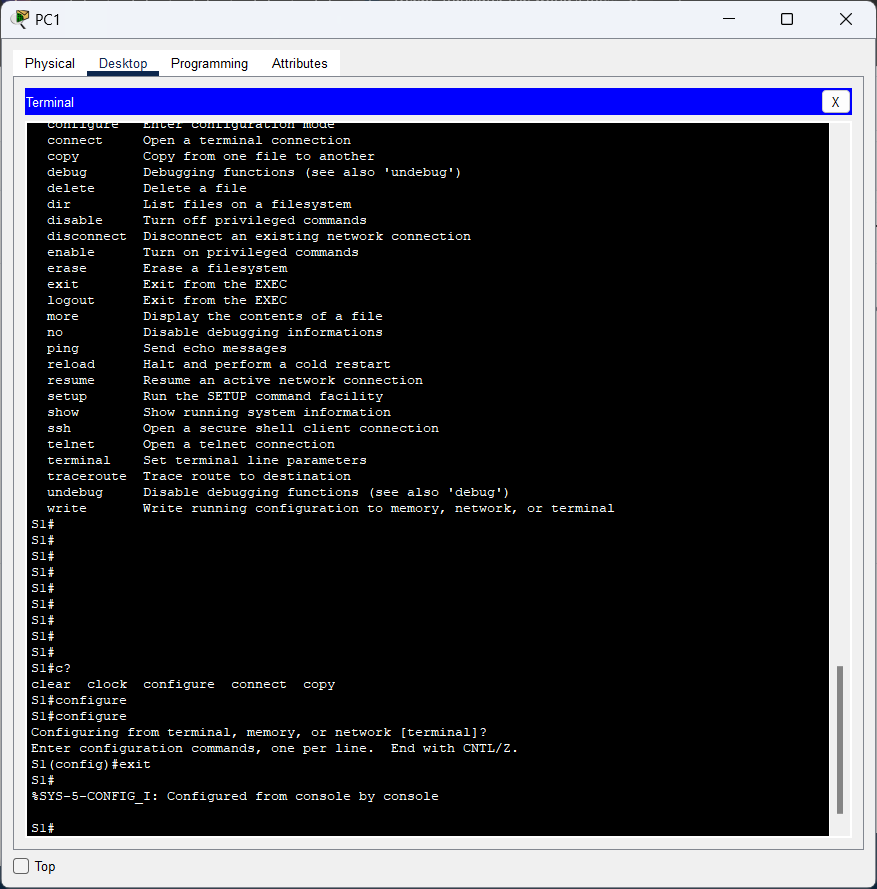 PC1
Physical Desktop Programming Attributes
Terminal X
configure Enter configuration mode
connect Open a terminal connection
copy Copy from one file to another
debug Debugging functions (see also 'undebug')
delete Delete a file
dir List files on a filesystem
disable Turn off privileged commands
disconnect Disconnect an existing network connection
enable Turn on privileged commands
erase Erase a filesystem
exit Exit from the EXEC
logout Exit from the EXEC
more Display the contents of a file
no Disable debugging informations
ping Send echo messages
reload Halt and perform a cold restart
resume Resume an active network connection
setup Run the SETUP command facility
show Show running system information
ssh Open a secure shell client connection
telnet Open a telnet connection
terminal Set terminal line parameters
traceroute Trace route to destination
undebug Disable debugging functions (see also 'debug')
write Write running configuration to memory, network, or terminal
S1#
S1#
S1#
S1#
S1#
S1#
S1#
S1#
S1#
S1#c?
clear clock configure connect copy
S1#configure
S1#configure
Configuring from terminal, memory, or network [terminal]?
Enter configuration commands, one per line. End with CNTL/Z.
S1(config)#exit
S1#
%SYS-5-CONFIG_I: Configured from console by console
S1#
Top